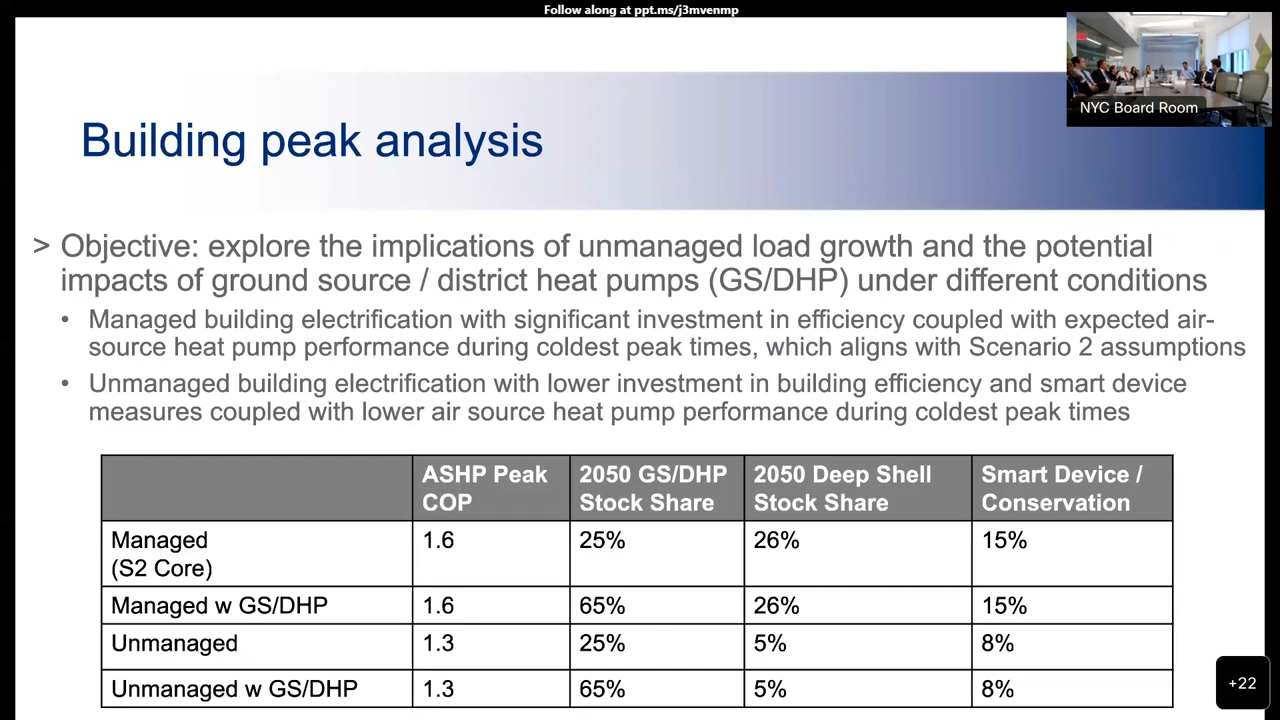 Follow along at ppt.ms/j3mvenmp
NYC Board Room
Building peak analysis
> Objective: explore the implications of unmanaged load growth and the potential
impacts of ground source / district heat pumps (GS/DHP) under different conditions
• Managed building electrification with significant investment in efficiency coupled with expected air-
source heat pump performance during coldest peak times, which aligns with Scenario 2 assumptions
• Unmanaged building electrification with lower investment in building efficiency and smart device
measures coupled with lower air source heat pump performance during coldest peak times
ASHP Peak COP 2050 GS/DHP Stock Share 2050 Deep Shell Stock Share Smart Device / Conservation
Managed (S2 Core) 1.6 25% 26% 15%
Managed w GS/DHP 1.6 65% 26% 15%
Unmanaged 1.3 25% 5% 8%
Unmanaged w GS/DHP 1.3 65% 5% 8%
+22